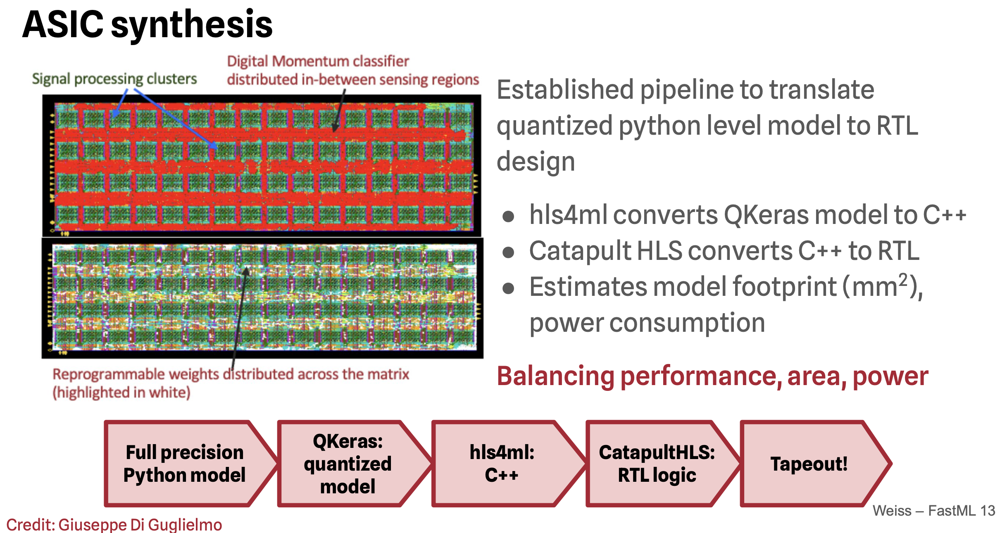 ASIC synthesis
Signal processing clusters
Digital Momentum classifier
distributed in-between sensing regions
Reprogrammable weights distributed across the matrix
(highlighted in white)
Established pipeline to translate
quantized python level model to RTL
design
● hls4ml converts QKeras model to C++
● Catapult HLS converts C++ to RTL
● Estimates model footprint (mm²),
power consumption
Balancing performance, area, power
Full precision
Python model
QKeras:
quantized
model
hls4ml:
C++
CatapultHLS:
RTL logic
Tapeout!
Weiss – FastML 13
Credit: Giuseppe Di Guglielmo